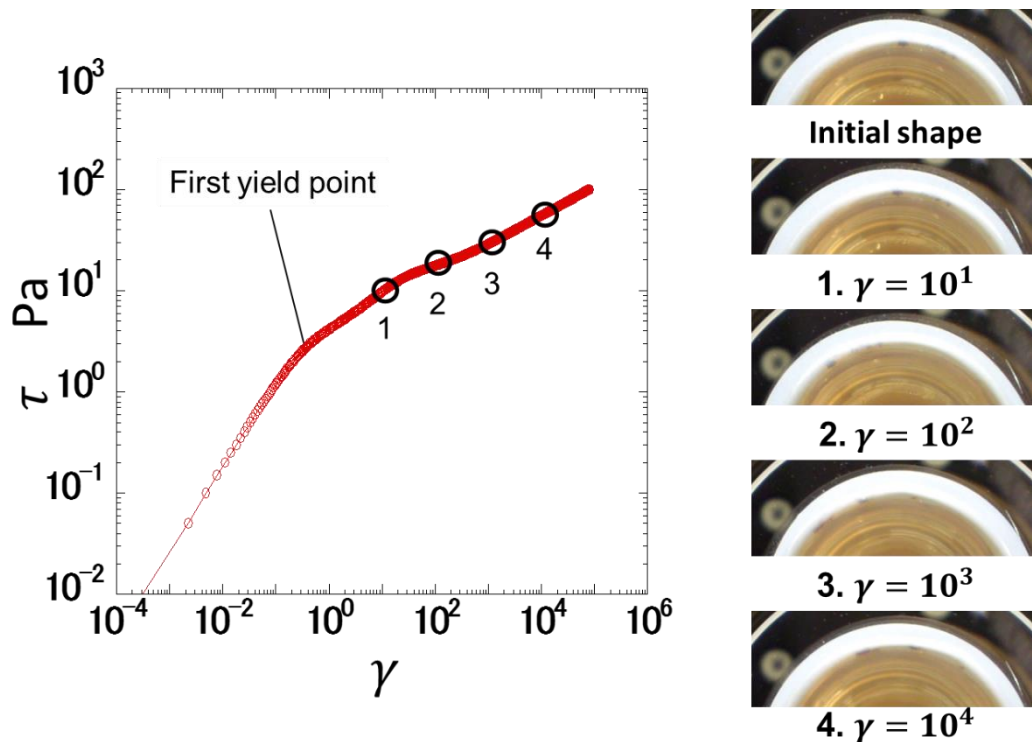 10³
10²
10¹
10⁰
10⁻¹
10⁻²
τ Pa
First yield point
1
2
3
4
10⁻⁴
10⁻²
10⁰
10²
10⁴
10⁶
γ
Initial shape
1. γ = 10¹
2. γ = 10²
3. γ = 10³
4. γ = 10⁴